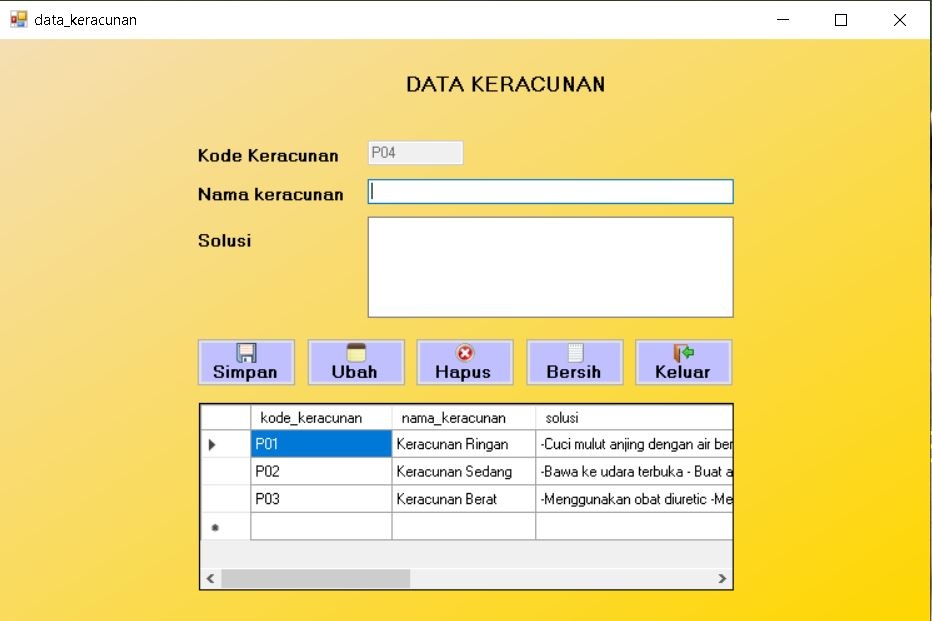 data_keracunan
DATA KERACUNAN
Kode Keracunan P04
Nama keracunan
Solusi
Simpan Ubah Hapus Bersih Keluar
kode_keracunan nama_keracunan solusi
P01 Keracunan Ringan -Cuci mulut anjing dengan air ber
P02 Keracunan Sedang -Bawa ke udara terbuka - Buat a
P03 Keracunan Berat -Menggunakan obat diuretic -Me